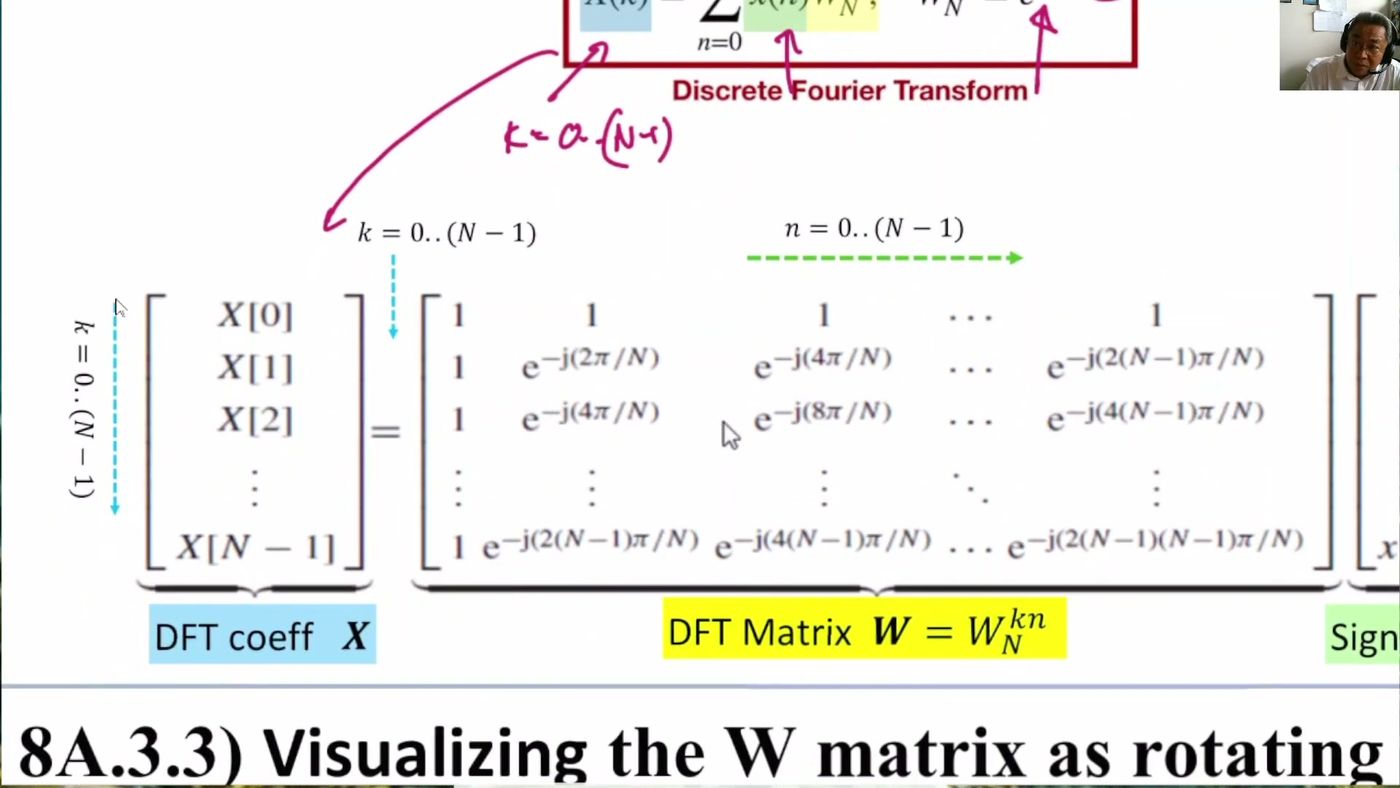 n=0
Discrete Fourier Transform
k = 0..(N-1)
k = 0..(N − 1)
n = 0..(N − 1)
k = 0..(N − 1)
X[0] 1 1 1 ... 1
X[1] 1 e−j(2π/N) e−j(4π/N) ... e−j(2(N−1)π/N)
X[2] = 1 e−j(4π/N) e−j(8π/N) ... e−j(4(N−1)π/N)
⋮ ⋮ ⋮ ⋮ ⋱ ⋮
X[N − 1] 1 e−j(2(N−1)π/N) e−j(4(N−1)π/N) ... e−j(2(N−1)(N−1)π/N) x
DFT coeff X
DFT Matrix W = W_N^kn
Sign
8A.3.3) Visualizing the W matrix as rotating